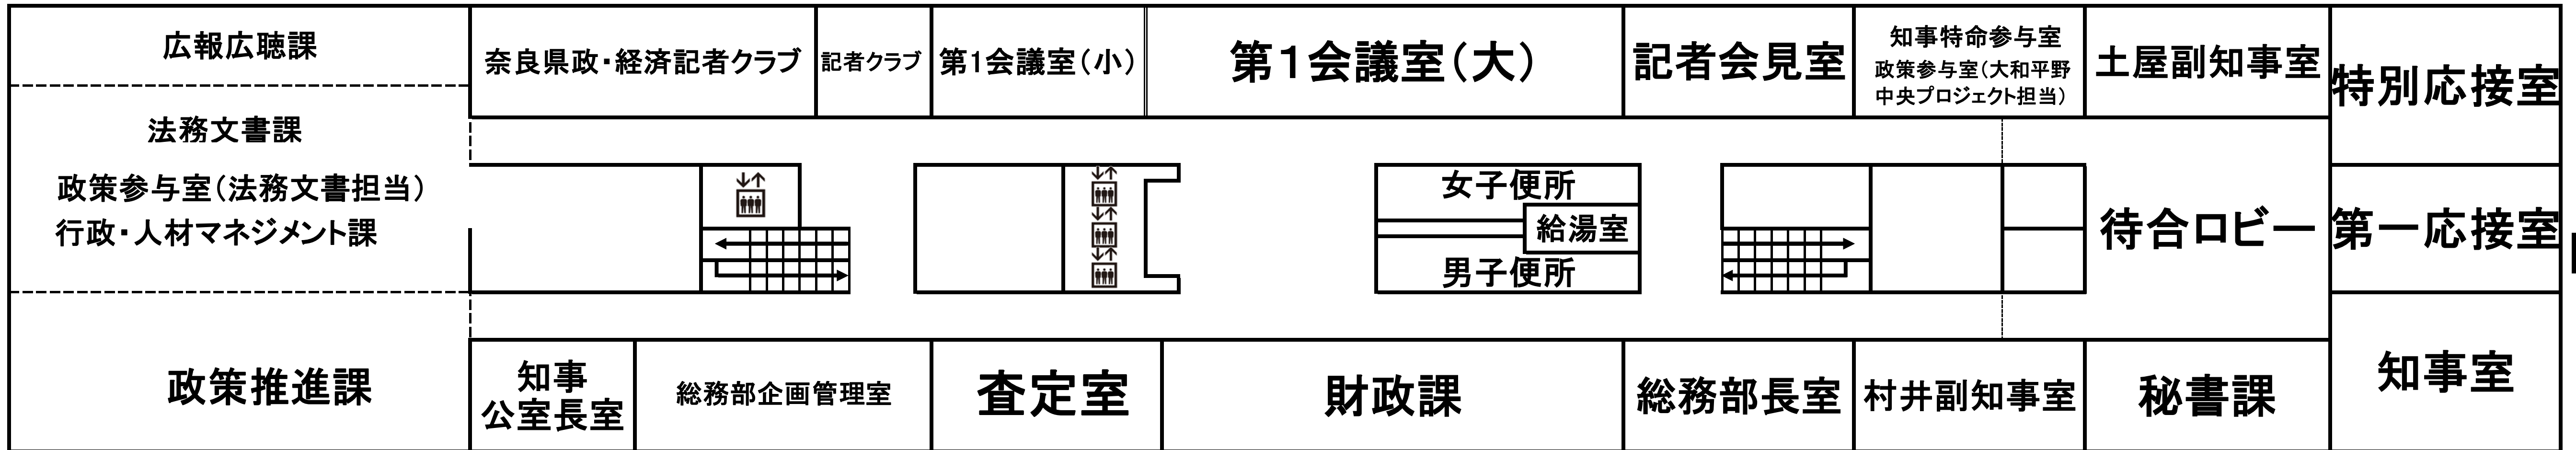 広報広聴課
法務文書課
政策参与室(法務文書担当)
行政・人材マネジメント課
政策推進課
奈良県政・経済記者クラブ
記者クラブ
第1会議室(小)
第1会議室(大)
記者会見室
知事特命参与室
政策参与室(大和平野
中央プロジェクト担当)
土屋副知事室
特別応接室
女子便所
給湯室
男子便所
待合ロビー
第一応接室
知事
公室長室
総務部企画管理室
査定室
財政課
総務部長室
村井副知事室
秘書課
知事室